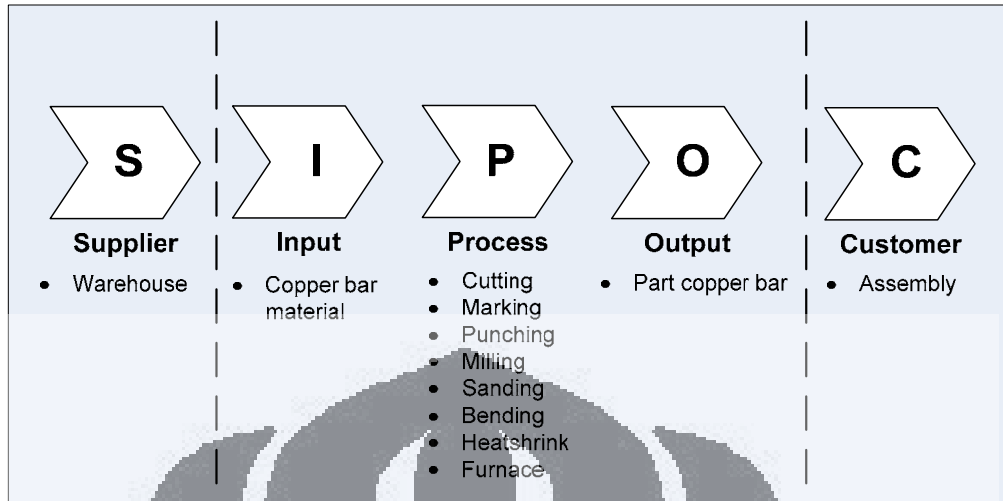 S
I
P
O
C
Supplier
Input
Process
Output
Customer
• Warehouse
• Copper bar
material
• Cutting
• Marking
• Punching
• Milling
• Sanding
• Bending
• Heatshrink
• Furnace
• Part copper bar
• Assembly